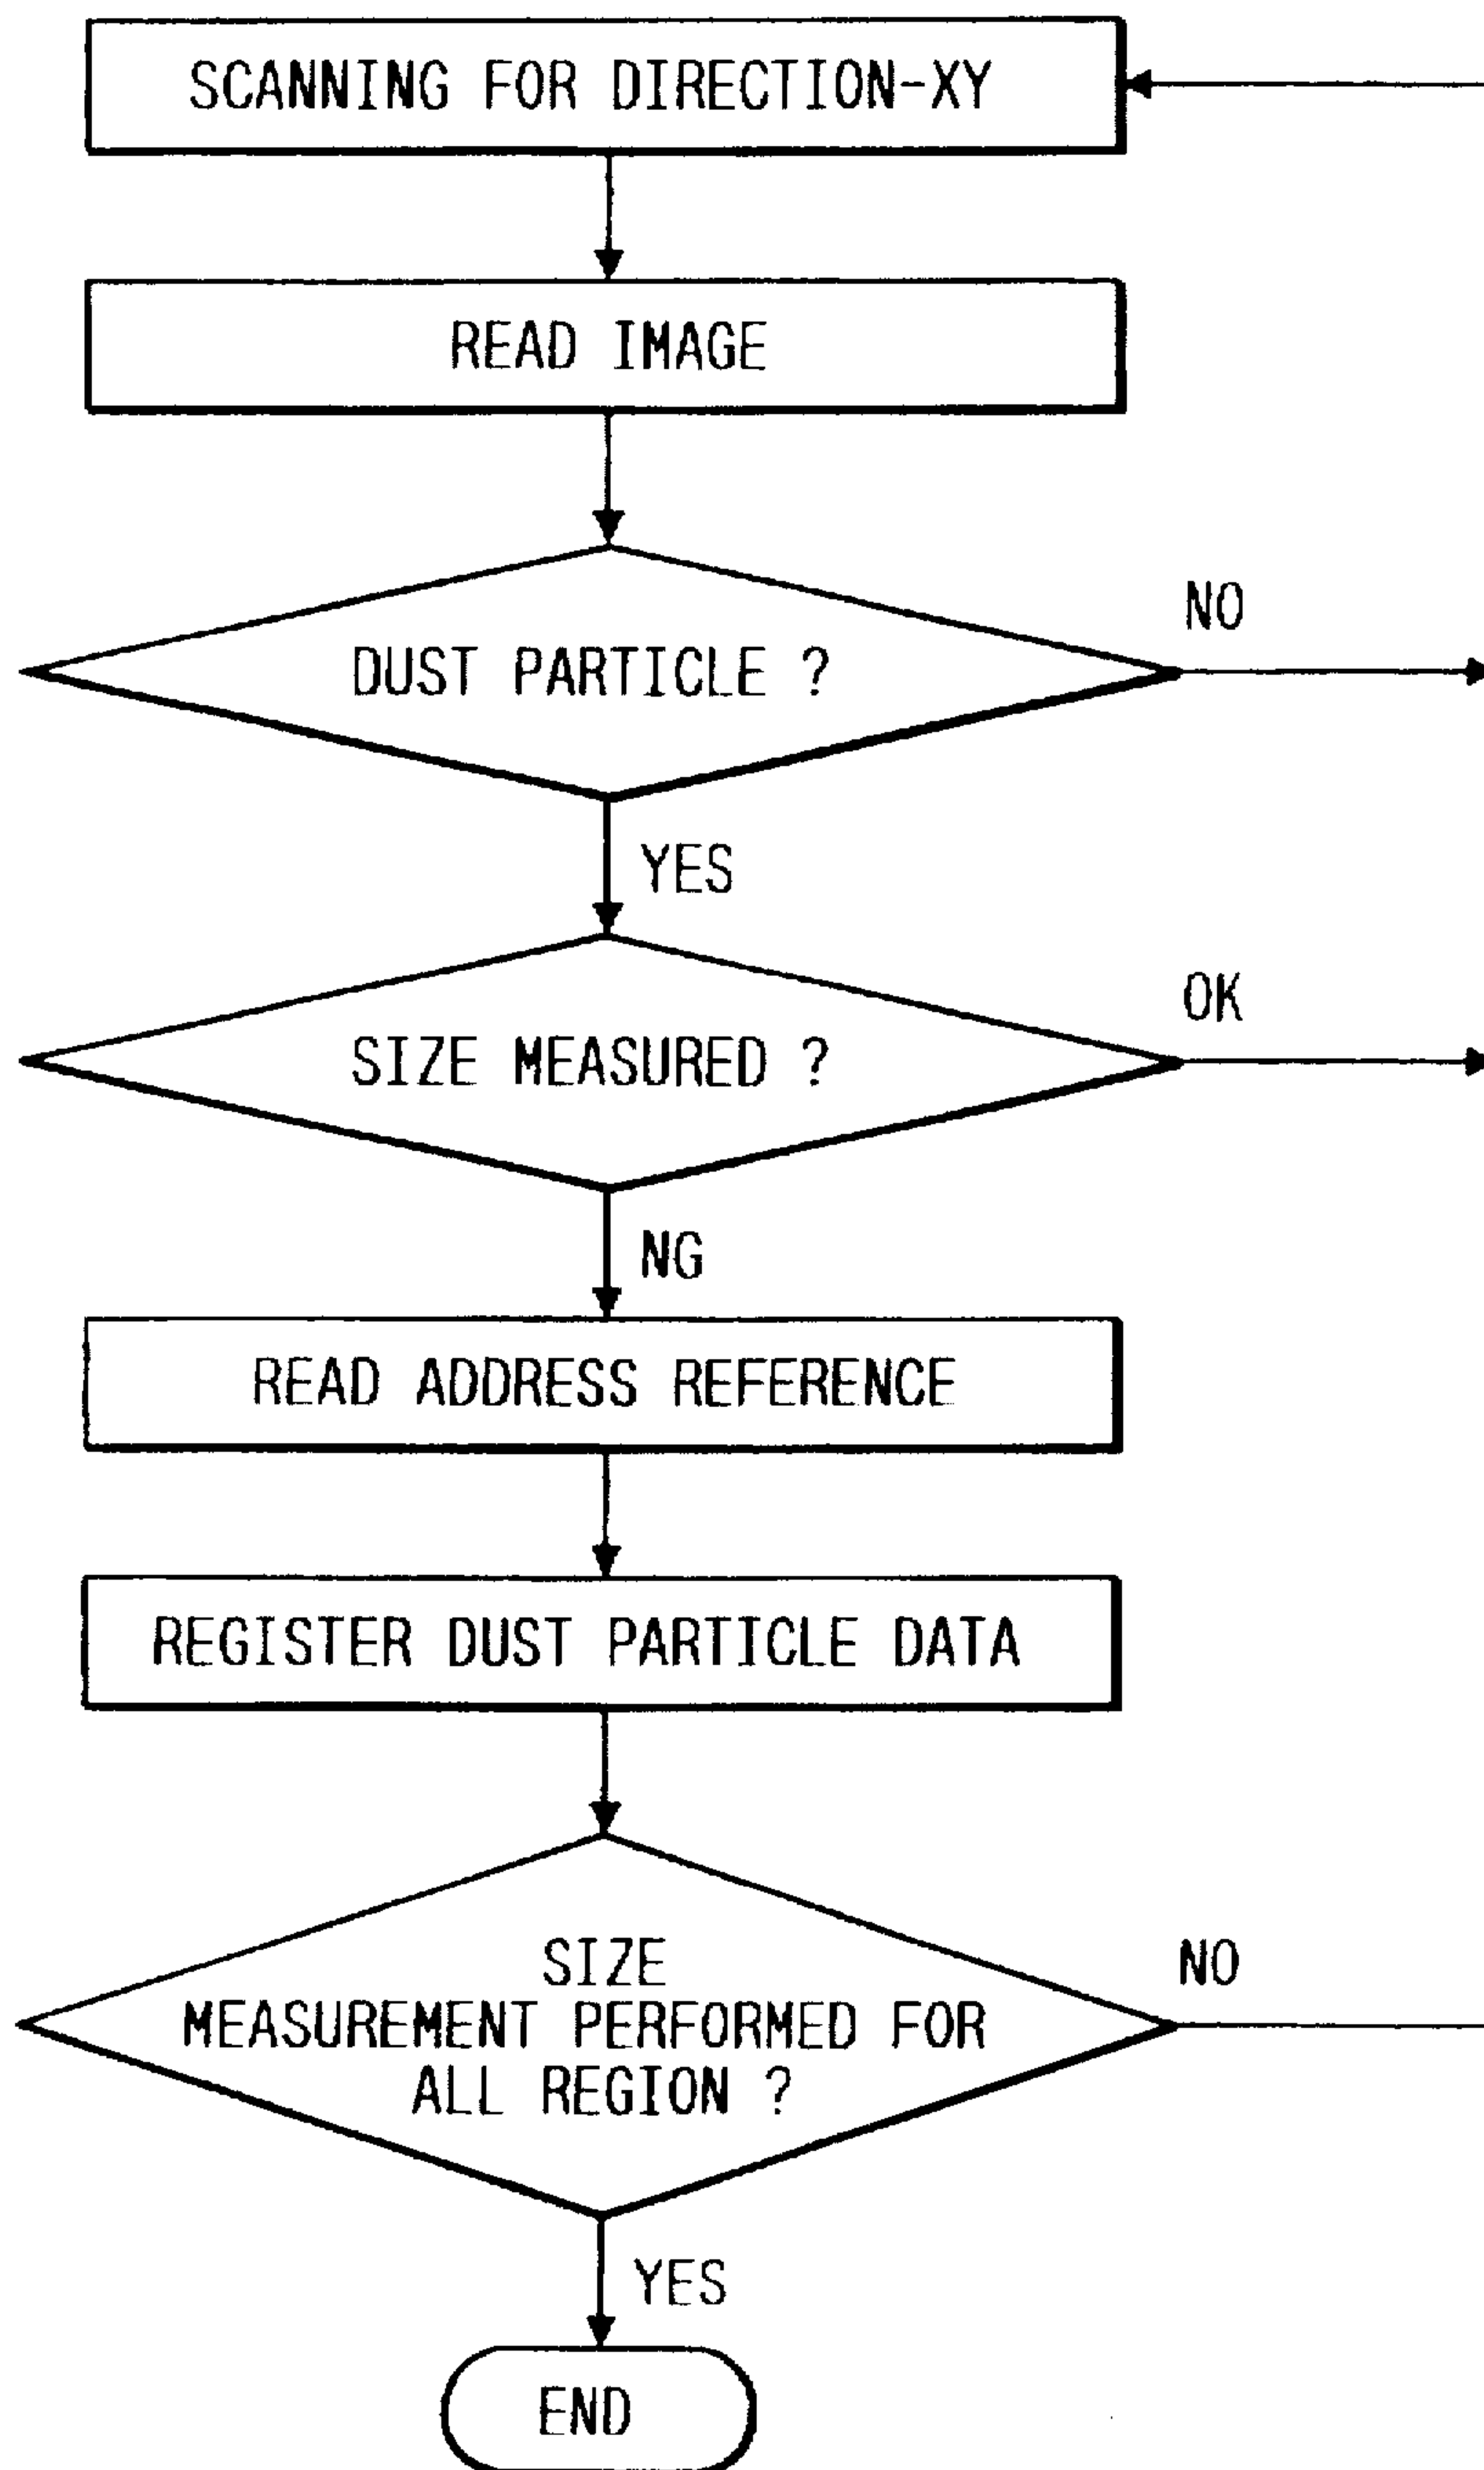 SCANNING FOR DIRECTION-XY
READ IMAGE
DUST PARTICLE ?
NO
YES
SIZE MEASURED ?
OK
NG
READ ADDRESS REFERENCE
REGISTER DUST PARTICLE DATA
SIZE
MEASUREMENT PERFORMED FOR
ALL REGION ?
NO
YES
END